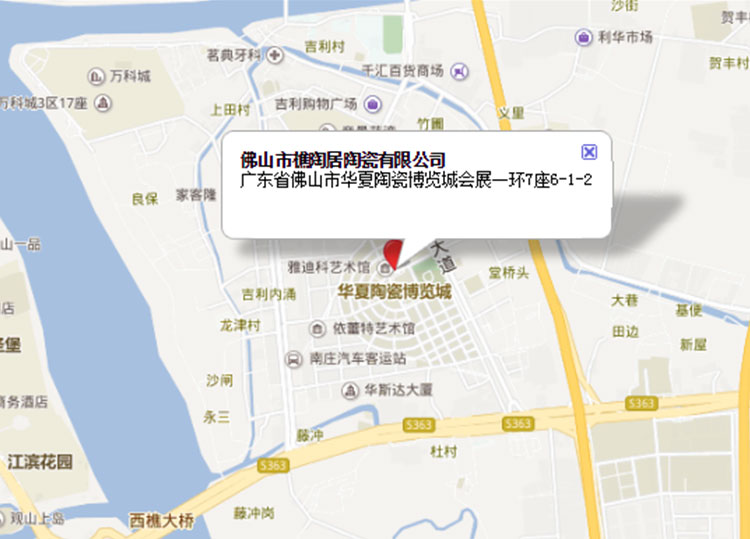 沙街
贺丰村
利华市场
吉利村
茗典牙科
贺丰村
千汇百货商场
万科城
万科城3区17座
吉利购物广场
上田村
义里
竹圃
佛山市樵陶居陶瓷有限公司
广东省佛山市华夏陶瓷博览城会展一环7座6-1-2
良保
家客隆
山一品
大道
雅迪科艺术馆
堂桥头
吉利内涌
华夏陶瓷博览城
大巷
基便
龙津村
依蕾特艺术馆
田边
新屋
南庄汽车客运站
沙闸
华斯达大厦
商务酒店
S363
永三
S363
S363
藤冲
杜村
江滨花园
S363
藤冲岗
观山上岛
西樵大桥